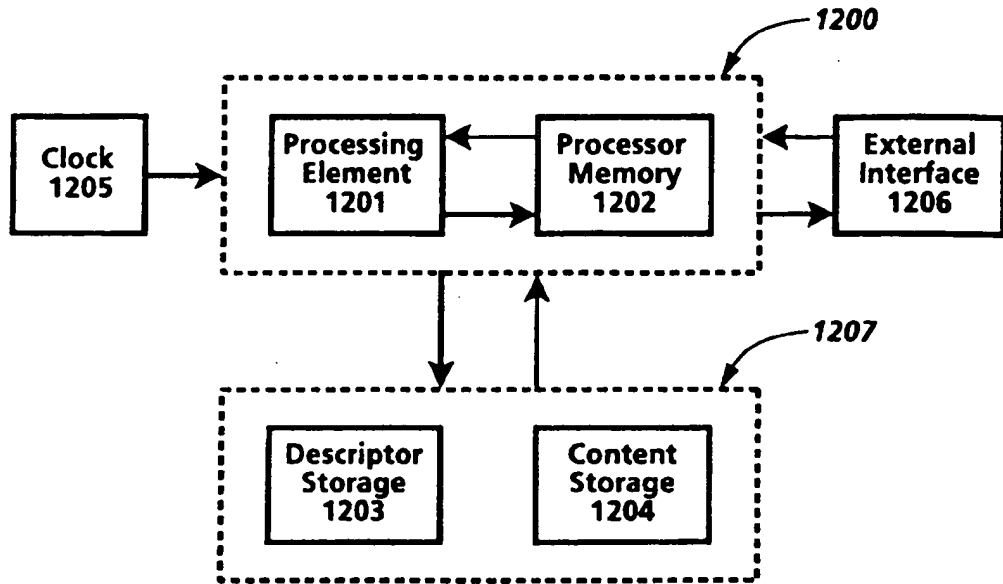 1200
Clock
1205
Processing
Element
1201
Processor
Memory
1202
External
Interface
1206
1207
Descriptor
Storage
1203
Content
Storage
1204